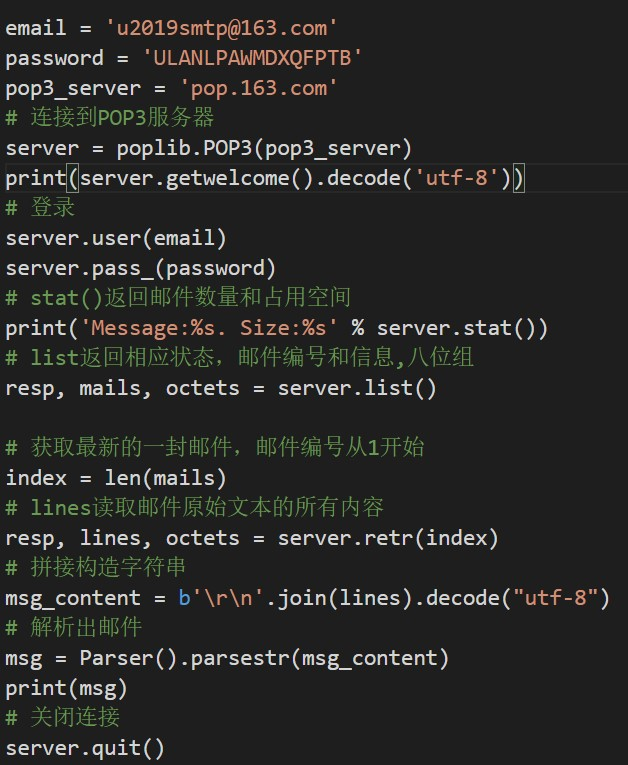 email = 'u2019smtp@163.com'
password = 'ULANLPAWMDXQFPTB'
pop3_server = 'pop.163.com'
# 连接到POP3服务器
server = poplib.POP3(pop3_server)
print(server.getwelcome().decode('utf-8'))
# 登录
server.user(email)
server.pass_(password)
# stat()返回邮件数量和占用空间
print('Message:%s. Size:%s' % server.stat())
# list返回相应状态，邮件编号和信息,八位组
resp, mails, octets = server.list()
# 获取最新的一封邮件，邮件编号从1开始
index = len(mails)
# lines读取邮件原始文本的所有内容
resp, lines, octets = server.retr(index)
# 拼接构造字符串
msg_content = b'\r\n'.join(lines).decode("utf-8")
# 解析出邮件
msg = Parser().parsestr(msg_content)
print(msg)
# 关闭连接
server.quit()